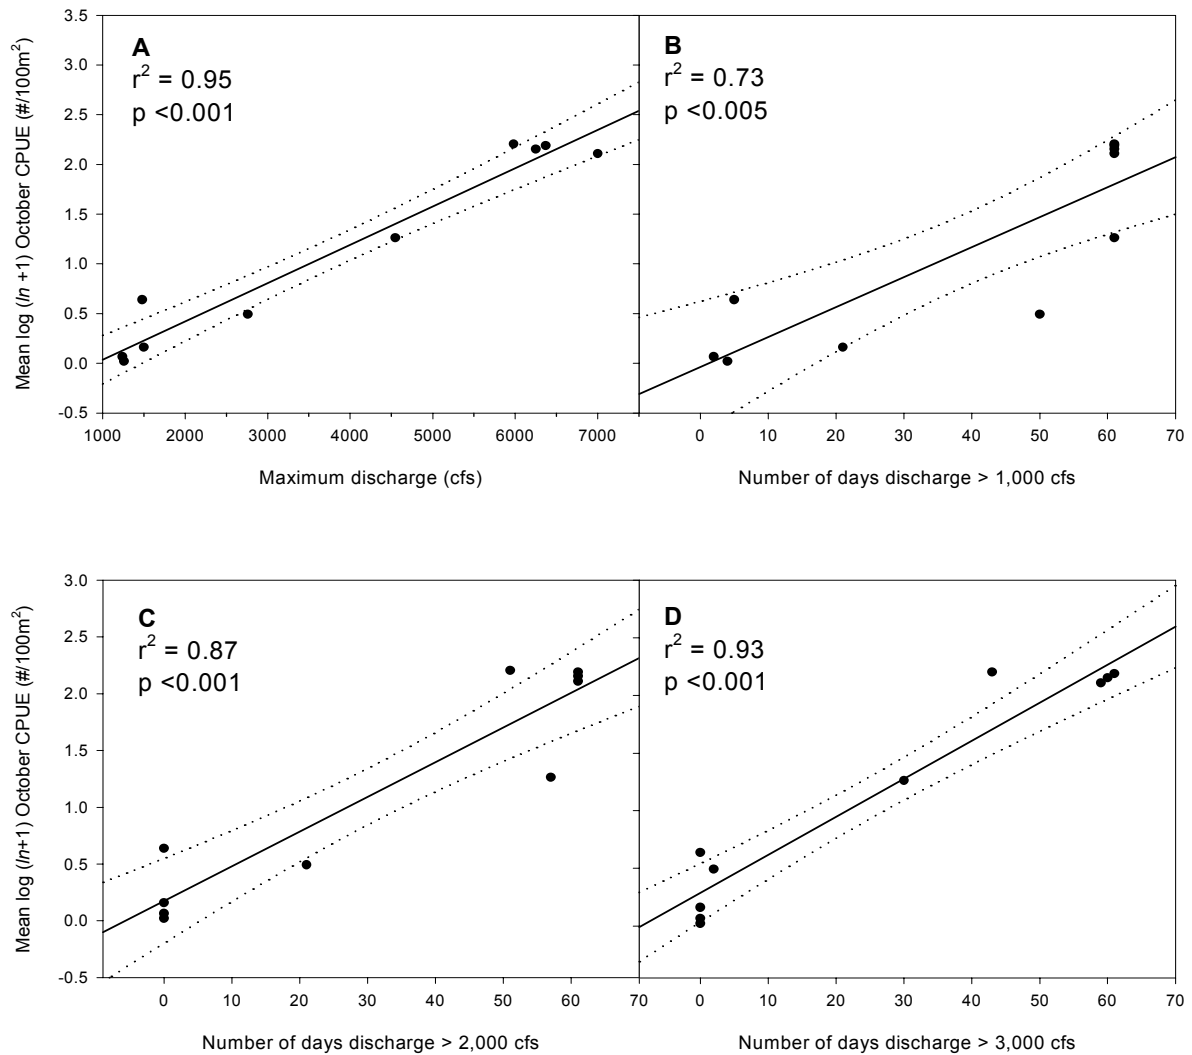 Mean log (ln +1) October CPUE (#/100m²)
3.5
3.0
2.5
2.0
1.5
1.0
0.5
0.0
-0.5
A
r² = 0.95
p <0.001
1000 2000 3000 4000 5000 6000 7000
Maximum discharge (cfs)
B
r² = 0.73
p <0.005
0 10 20 30 40 50 60 70
Number of days discharge > 1,000 cfs
Mean log (ln+1) October CPUE (#/100m²)
3.0
2.5
2.0
1.5
1.0
0.5
0.0
-0.5
C
r² = 0.87
p <0.001
0 10 20 30 40 50 60 70
Number of days discharge > 2,000 cfs
D
r² = 0.93
p <0.001
0 10 20 30 40 50 60 70
Number of days discharge > 3,000 cfs